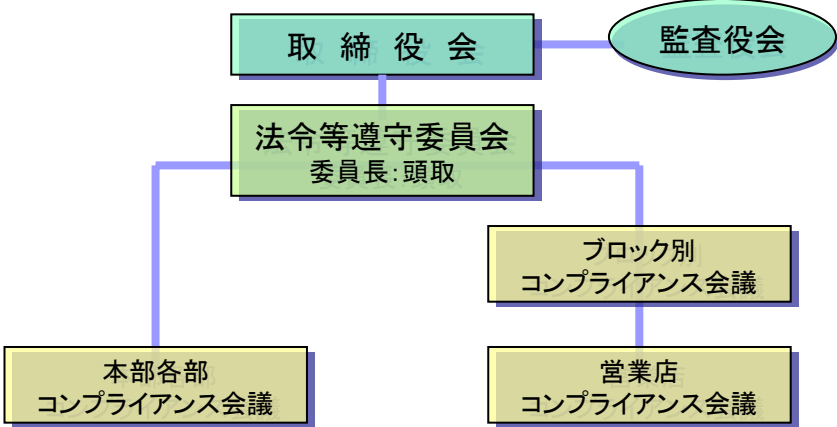 取締役会
監査役会
法令等遵守委員会
委員長:頭取
ブロック別
コンプライアンス会議
本部各部
コンプライアンス会議
営業店
コンプライアンス会議